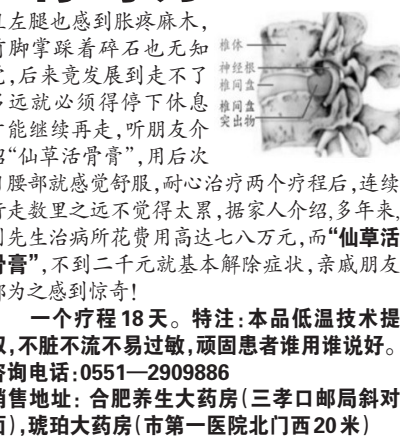 左腿也感到胀疼麻木,
脚掌踩着碎石也无知
,后来竟发展到走不了
远就必须得停下休息
能继续再走,听朋友介
“仙草活骨膏”,用后次
椎体
神经根
椎间盘
椎间盘
突出物
腰部就感觉舒服,耐心治疗两个疗程后,连续
走数里之远不觉得太累,据家人介绍,多年来,
先生治病所花费用高达七八万元,而“仙草活
骨膏”,不到二千元就基本解除症状,亲戚朋友
都为之感到惊奇!
一个疗程18天。特注:本品低温技术提
取,不脏不流不易过敏,顽固患者谁用谁说好。
咨询电话:0551—2909886
销售地址:合肥养生大药房(三孝口邮局斜对
面),琥珀大药房(市第一医院北门西20米)